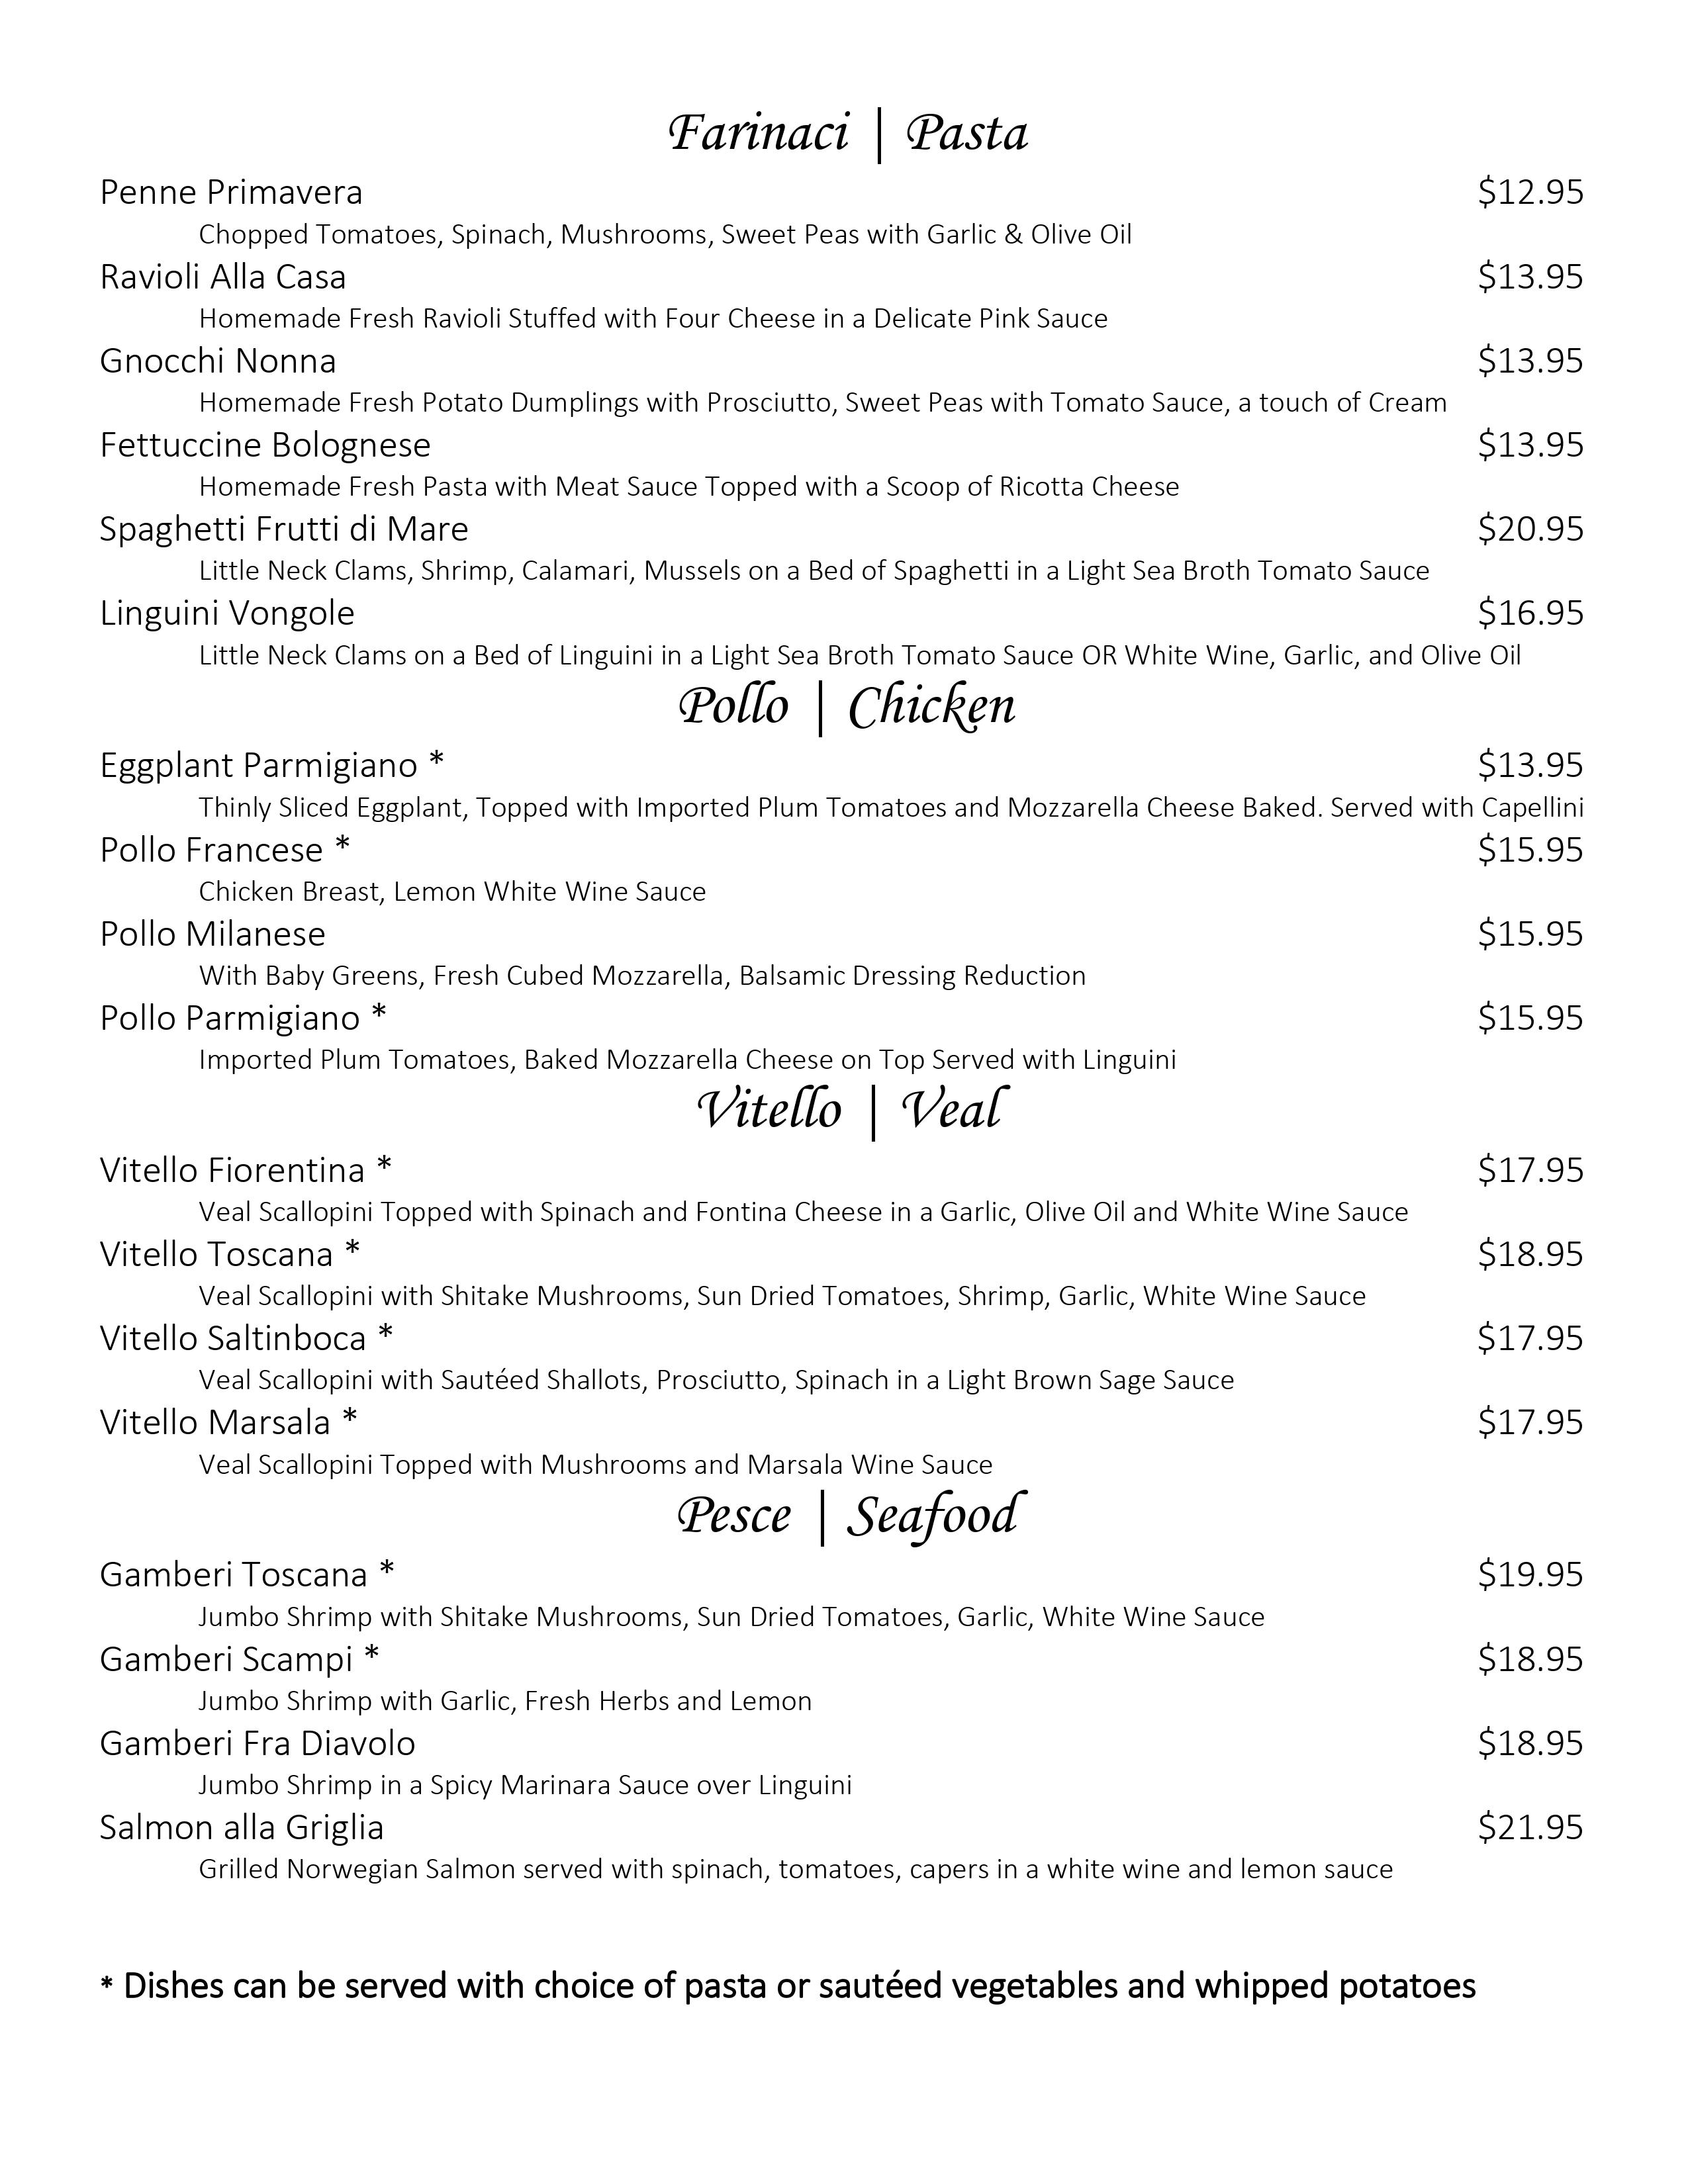 Farinaci | Pasta
Penne Primavera $12.95
Chopped Tomatoes, Spinach, Mushrooms, Sweet Peas with Garlic & Olive Oil
Ravioli Alla Casa $13.95
Homemade Fresh Ravioli Stuffed with Four Cheese in a Delicate Pink Sauce
Gnocchi Nonna $13.95
Homemade Fresh Potato Dumplings with Prosciutto, Sweet Peas with Tomato Sauce, a touch of Cream
Fettuccine Bolognese $13.95
Homemade Fresh Pasta with Meat Sauce Topped with a Scoop of Ricotta Cheese
Spaghetti Frutti di Mare $20.95
Little Neck Clams, Shrimp, Calamari, Mussels on a Bed of Spaghetti in a Light Sea Broth Tomato Sauce
Linguini Vongole $16.95
Little Neck Clams on a Bed of Linguini in a Light Sea Broth Tomato Sauce OR White Wine, Garlic, and Olive Oil
Pollo | Chicken
Eggplant Parmigiano * $13.95
Thinly Sliced Eggplant, Topped with Imported Plum Tomatoes and Mozzarella Cheese Baked. Served with Capellini
Pollo Francese * $15.95
Chicken Breast, Lemon White Wine Sauce
Pollo Milanese $15.95
With Baby Greens, Fresh Cubed Mozzarella, Balsamic Dressing Reduction
Pollo Parmigiano * $15.95
Imported Plum Tomatoes, Baked Mozzarella Cheese on Top Served with Linguini
Vitello | Veal
Vitello Fiorentina * $17.95
Veal Scallopini Topped with Spinach and Fontina Cheese in a Garlic, Olive Oil and White Wine Sauce
Vitello Toscana * $18.95
Veal Scallopini with Shitake Mushrooms, Sun Dried Tomatoes, Shrimp, Garlic, White Wine Sauce
Vitello Saltinboca * $17.95
Veal Scallopini with Sautéed Shallots, Prosciutto, Spinach in a Light Brown Sage Sauce
Vitello Marsala * $17.95
Veal Scallopini Topped with Mushrooms and Marsala Wine Sauce
Pesce | Seafood
Gamberi Toscana * $19.95
Jumbo Shrimp with Shitake Mushrooms, Sun Dried Tomatoes, Garlic, White Wine Sauce
Gamberi Scampi * $18.95
Jumbo Shrimp with Garlic, Fresh Herbs and Lemon
Gamberi Fra Diavolo $18.95
Jumbo Shrimp in a Spicy Marinara Sauce over Linguini
Salmon alla Griglia $21.95
Grilled Norwegian Salmon served with spinach, tomatoes, capers in a white wine and lemon sauce
* Dishes can be served with choice of pasta or sautéed vegetables and whipped potatoes